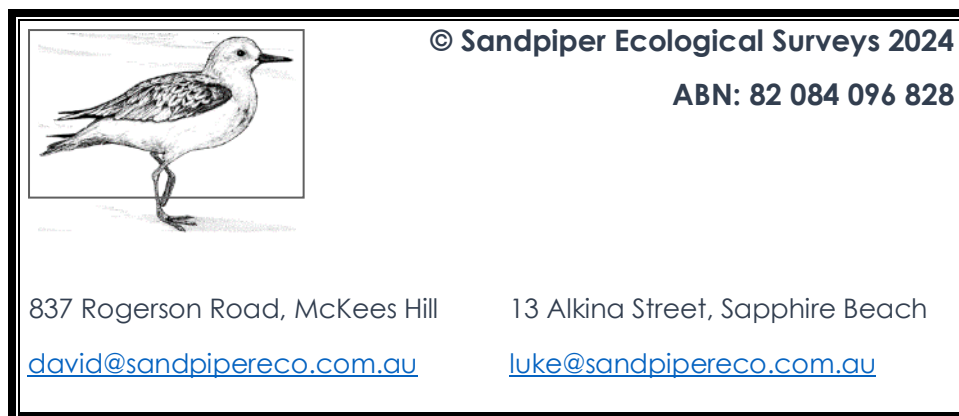 © Sandpiper Ecological Surveys 2024
ABN: 82 084 096 828
837 Rogerson Road, McKees Hill
13 Alkina Street, Sapphire Beach
david@sandpipereco.com.au
luke@sandpipereco.com.au